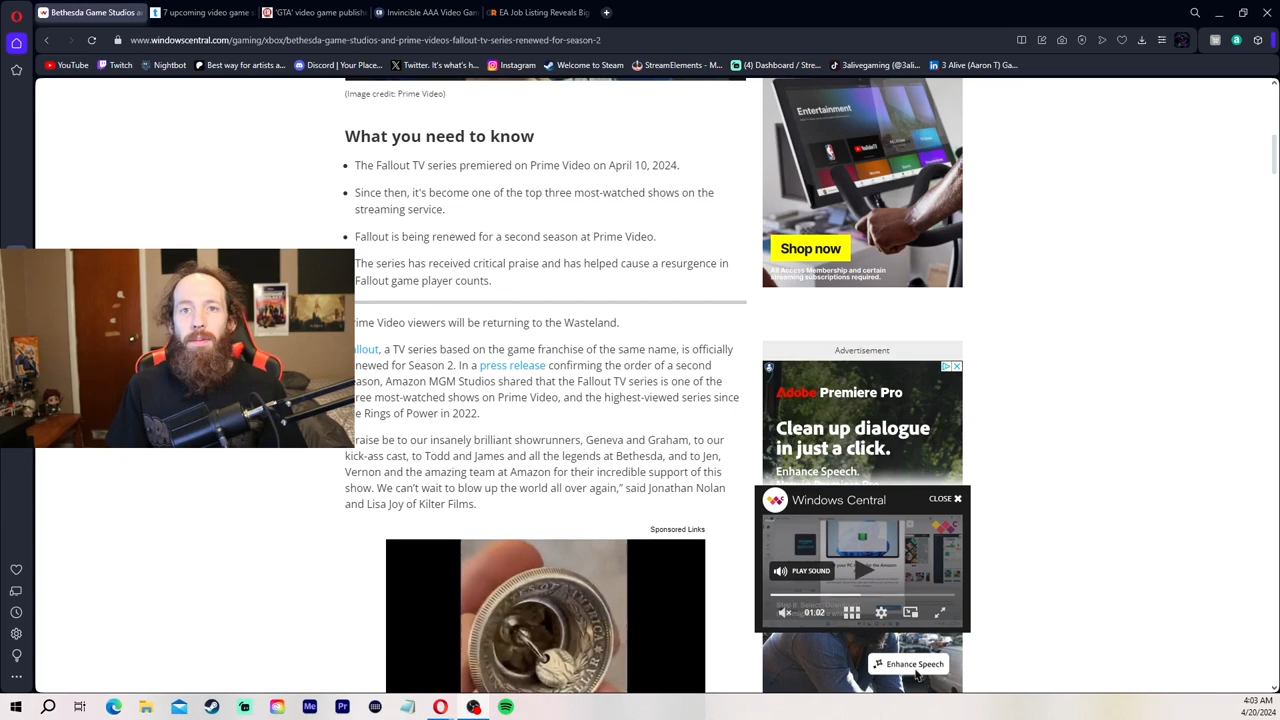 Bethesda Game Studios a
7 upcoming video game s
'GTA' video game publishe
Invincible AAA Video Gam
EA Job Listing Reveals Big
www.windowscentral.com/gaming/xbox/bethesda-game-studios-and-prime-videos-fallout-tv-series-renewed-for-season-2
YouTube
Twitch
Nightbot
Best way for artists a...
Discord | Your Place...
Twitter. It's what's h...
Instagram
Welcome to Steam
StreamElements - M...
(4) Dashboard / Stre...
3alivegaming (@3ali...
3 Alive (Aaron T) Ga...
(Image credit: Prime Video)
What you need to know
The Fallout TV series premiered on Prime Video on April 10, 2024.
Since then, it's become one of the top three most-watched shows on the
streaming service.
Fallout is being renewed for a second season at Prime Video.
The series has received critical praise and has helped cause a resurgence in
Fallout game player counts.
rime Video viewers will be returning to the Wasteland.
allout, a TV series based on the game franchise of the same name, is officially
newed for Season 2. In a press release confirming the order of a second
eason, Amazon MGM Studios shared that the Fallout TV series is one of the
ree most-watched shows on Prime Video, and the highest-viewed series since
e Rings of Power in 2022.
raise be to our insanely brilliant showrunners, Geneva and Graham, to our
kick-ass cast, to Todd and James and all the legends at Bethesda, and to Jen,
Vernon and the amazing team at Amazon for their incredible support of this
show. We can't wait to blow up the world all over again," said Jonathan Nolan
and Lisa Joy of Kilter Films.
Sponsored Links
Entertainment
YouTubeTV
Shop now
All Access Membership and certain
streaming subscriptions required.
Advertisement
Adobe Premiere Pro
Clean up dialogue
in just a click.
Enhance Speech.
Windows Central
CLOSE
PLAY SOUND
01:02
Enhance Speech
4:03 AM
4/20/2024